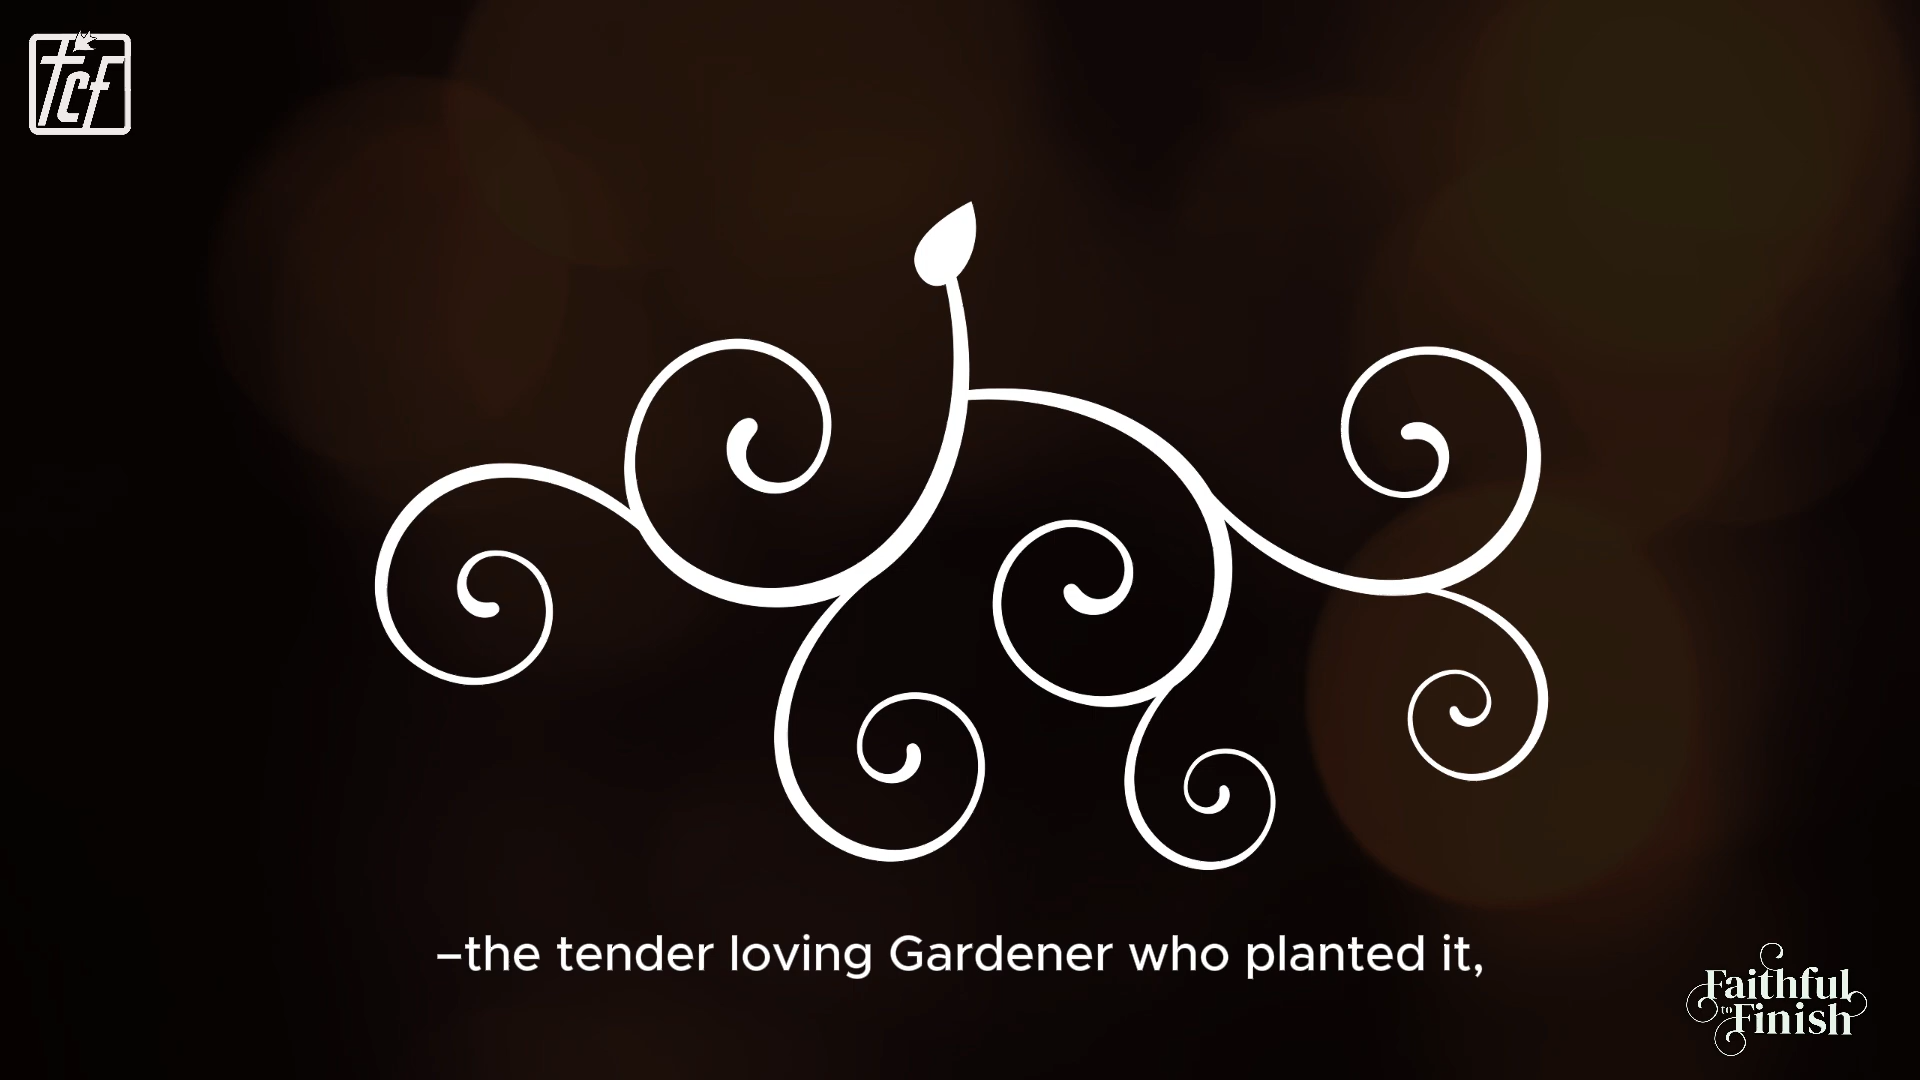 tcf
–the tender loving Gardener who planted it,
Faithful
to Finish